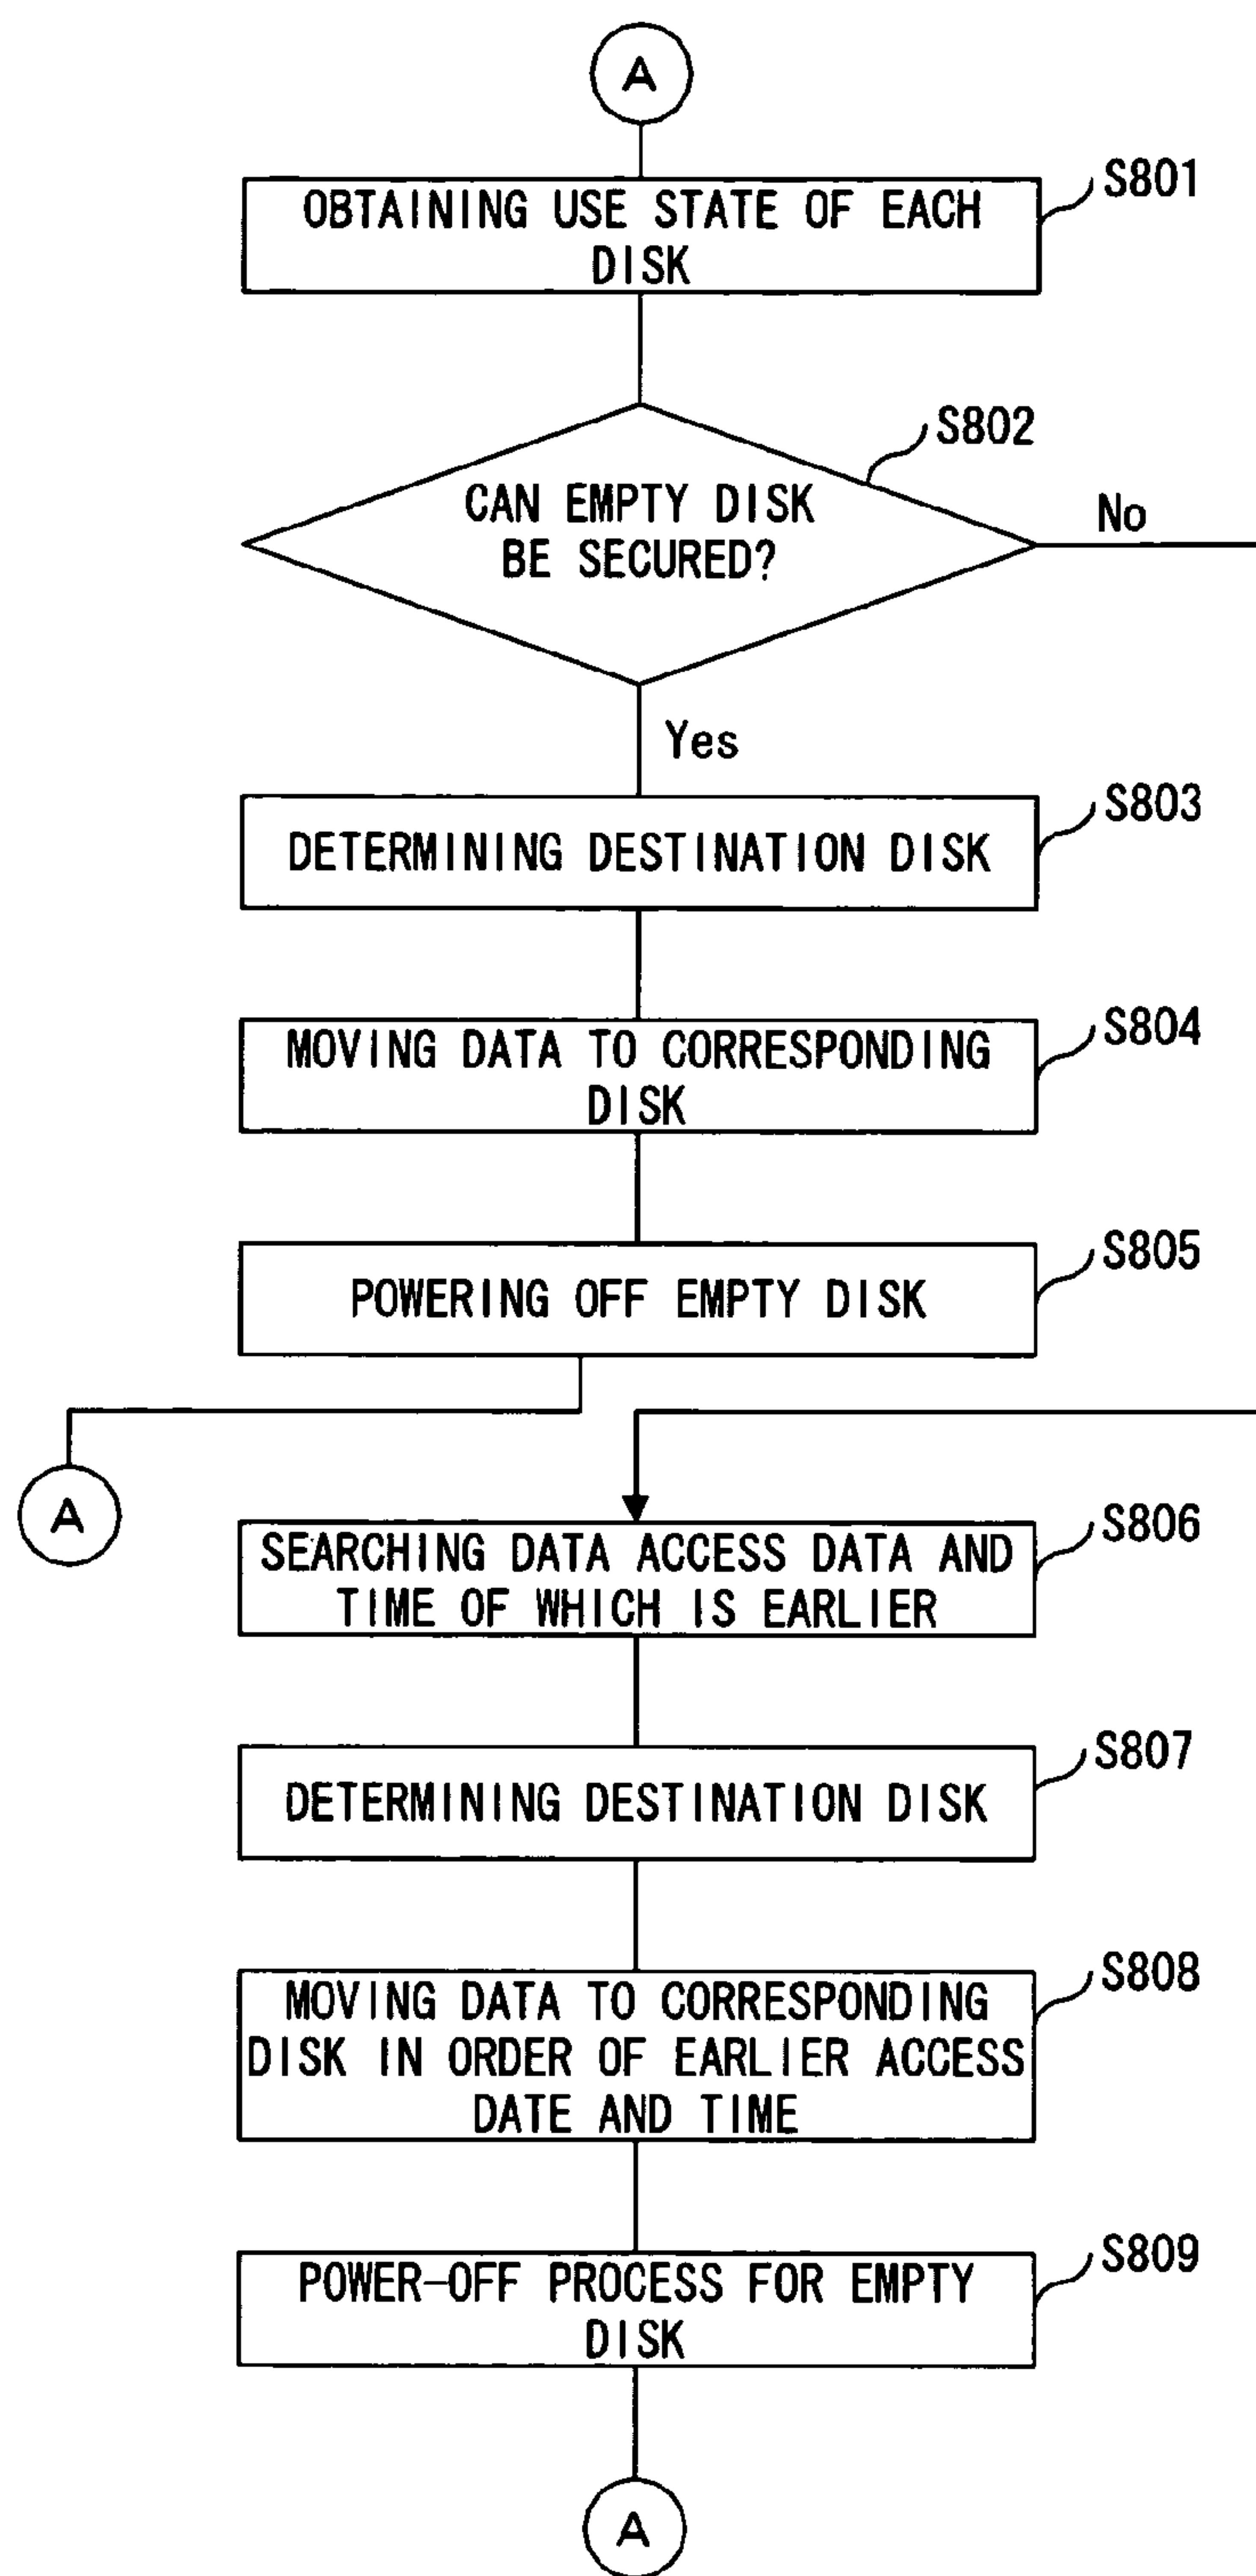 A
S801
OBTAINING USE STATE OF EACH
DISK
S802
CAN EMPTY DISK
BE SECURED?
No
Yes
S803
DETERMINING DESTINATION DISK
S804
MOVING DATA TO CORRESPONDING
DISK
S805
POWERING OFF EMPTY DISK
A
S806
SEARCHING DATA ACCESS DATA AND
TIME OF WHICH IS EARLIER
S807
DETERMINING DESTINATION DISK
S808
MOVING DATA TO CORRESPONDING
DISK IN ORDER OF EARLIER ACCESS
DATE AND TIME
S809
POWER-OFF PROCESS FOR EMPTY
DISK
A